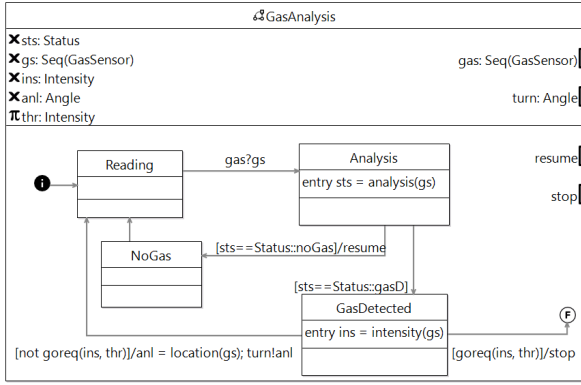 GasAnalysis
sts: Status
gs: Seq(GasSensor)
ins: Intensity
anl: Angle
πthr: Intensity
gas: Seq(GasSensor)
turn: Angle
resume
stop
i
Reading
gas?gs
Analysis
entry sts = analysis(gs)
NoGas
[sts==Status::noGas]/resume
[sts==Status::gasD]
GasDetected
entry ins = intensity(gs)
F
[not goreq(ins, thr)]/anl = location(gs); turn!anl
[goreq(ins, thr)]/stop